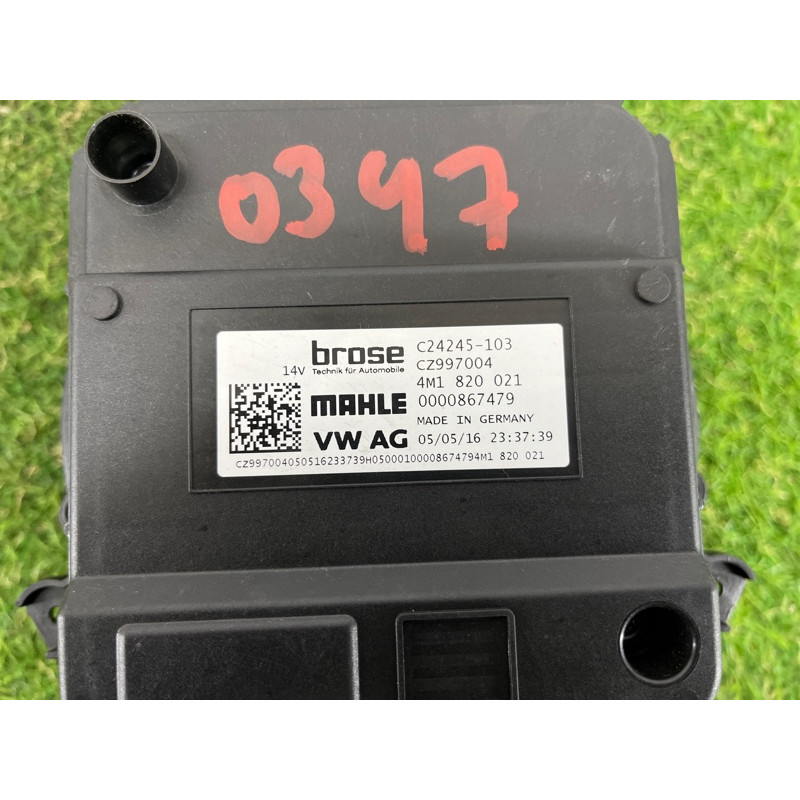 0347
brose C24245-103
14V Technik für Automobile CZ997004
4M1 820 021
MAHLE 0000867479
MADE IN GERMANY
VW AG 05/05/16 23:37:39
CZ997004050516233739H05000100008674794M1 820 021